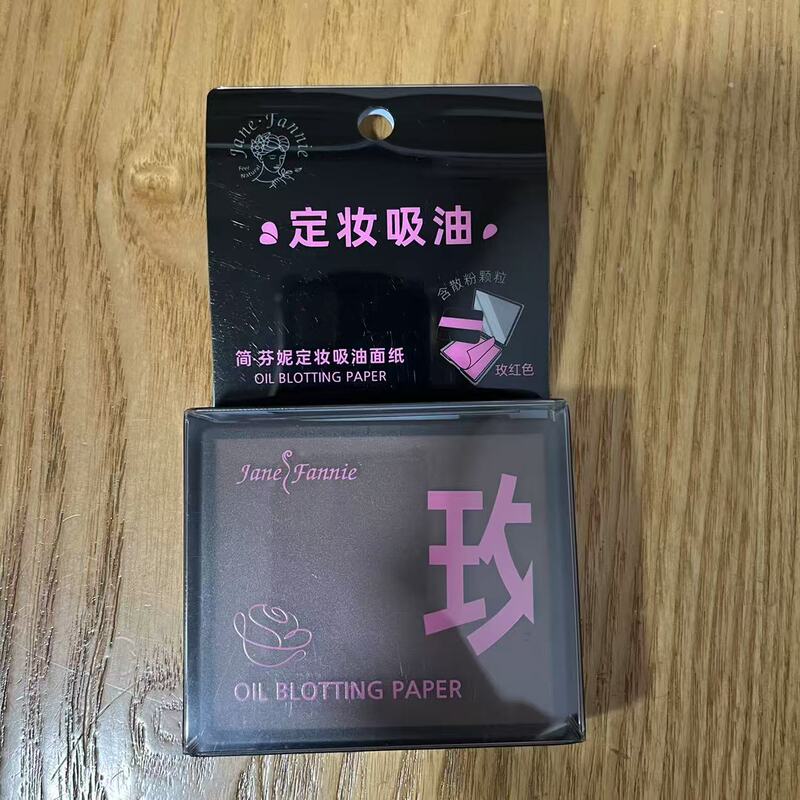 Jane·Fannie
Feel Natural
定妆吸油
含散粉颗粒
玫红色
简·芬妮定妆吸油面纸
OIL BLOTTING PAPER
Jane Fannie
玫
OIL BLOTTING PAPER